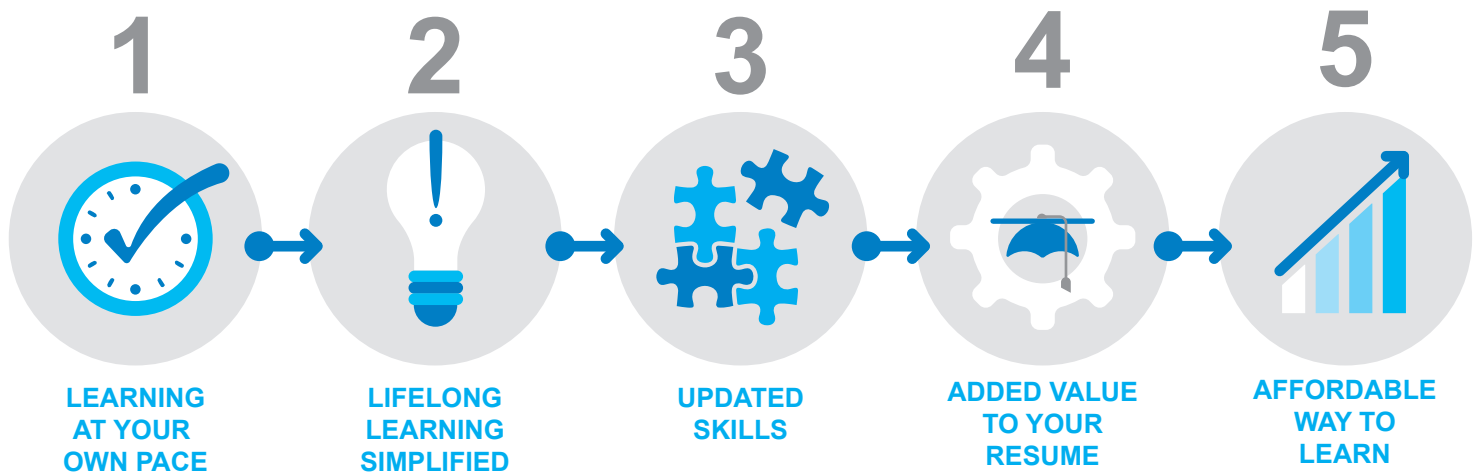 1
2
3
4
5
LEARNING
AT YOUR
OWN PACE
LIFELONG
LEARNING
SIMPLIFIED
UPDATED
SKILLS
ADDED VALUE
TO YOUR
RESUME
AFFORDABLE
WAY TO
LEARN